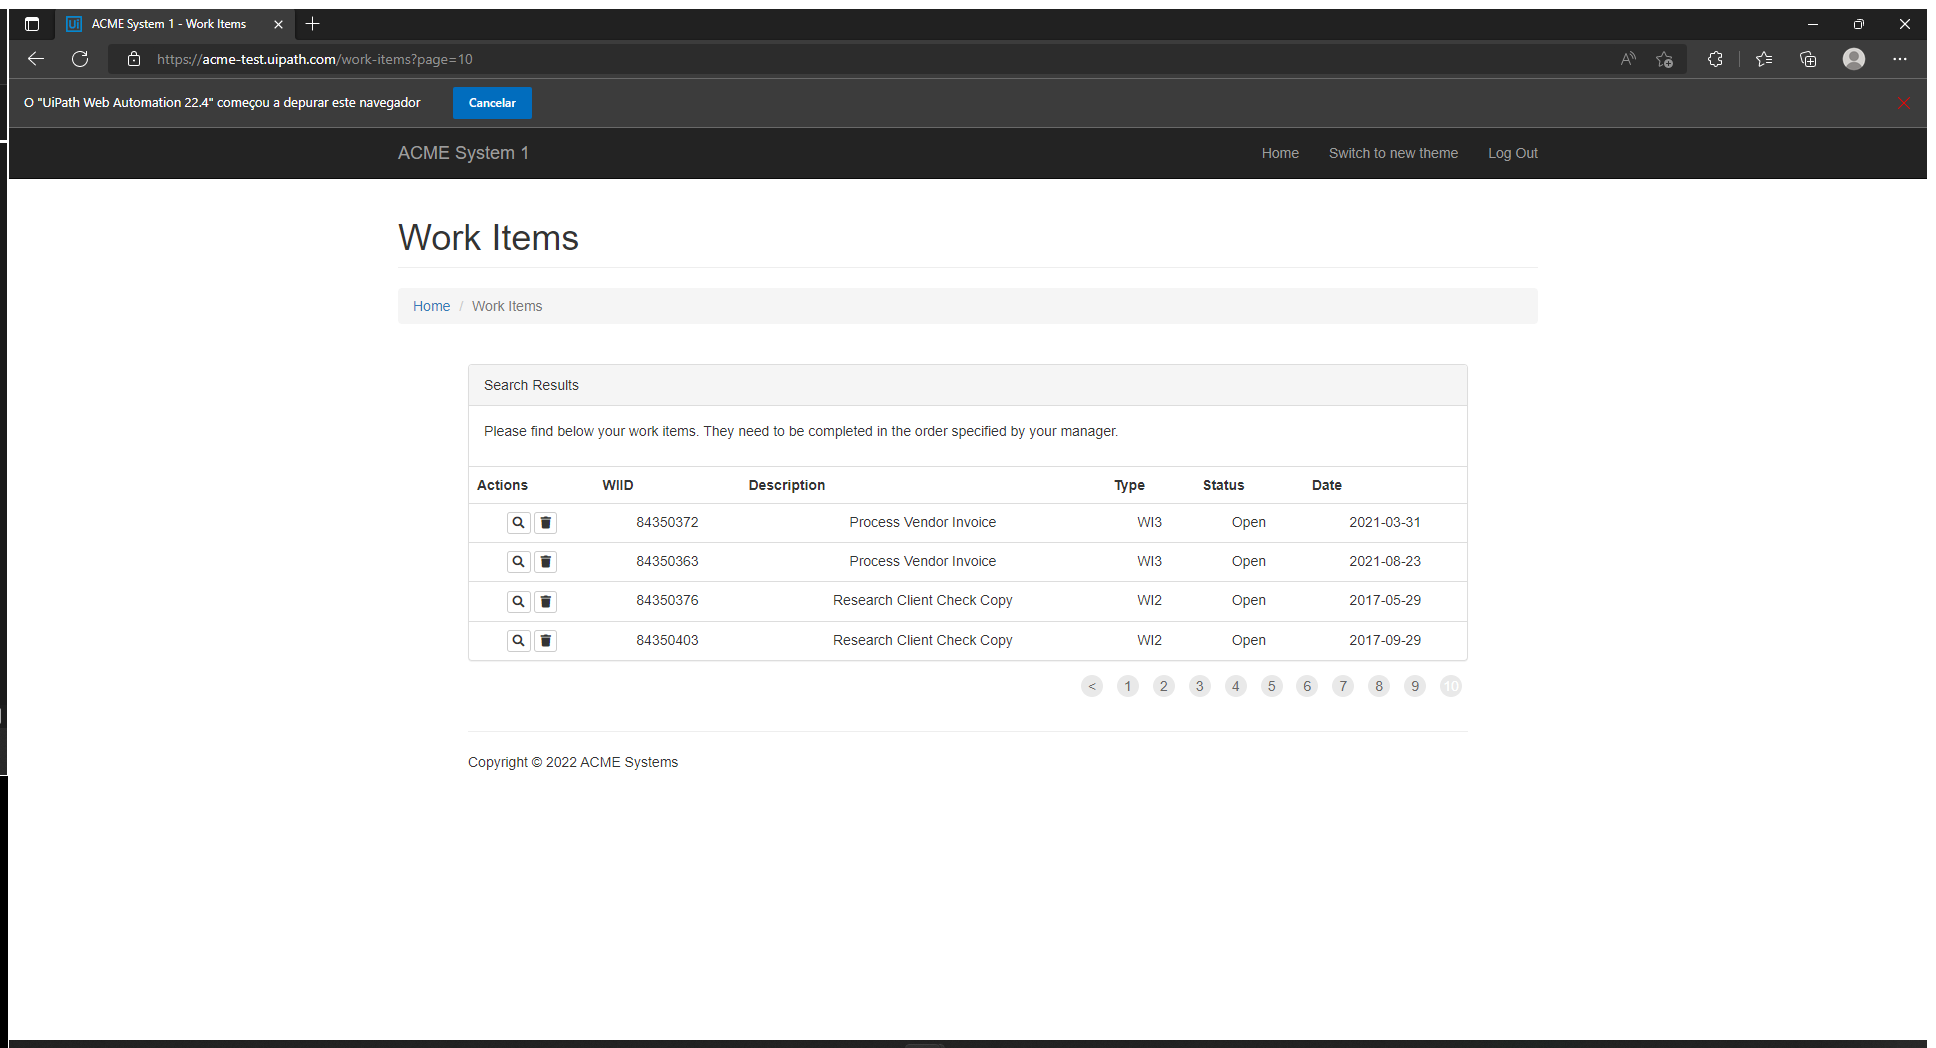 ACME System 1 - Work Items
https://acme-test.uipath.com/work-items?page=10
O "UiPath Web Automation 22.4" começou a depurar este navegador Cancelar
ACME System 1 Home Switch to new theme Log Out
Work Items
Home / Work Items
Search Results
Please find below your work items. They need to be completed in the order specified by your manager.
Actions WIID Description Type Status Date
84350372 Process Vendor Invoice WI3 Open 2021-03-31
84350363 Process Vendor Invoice WI3 Open 2021-08-23
84350376 Research Client Check Copy WI2 Open 2017-05-29
84350403 Research Client Check Copy WI2 Open 2017-09-29
< 1 2 3 4 5 6 7 8 9 10
Copyright © 2022 ACME Systems